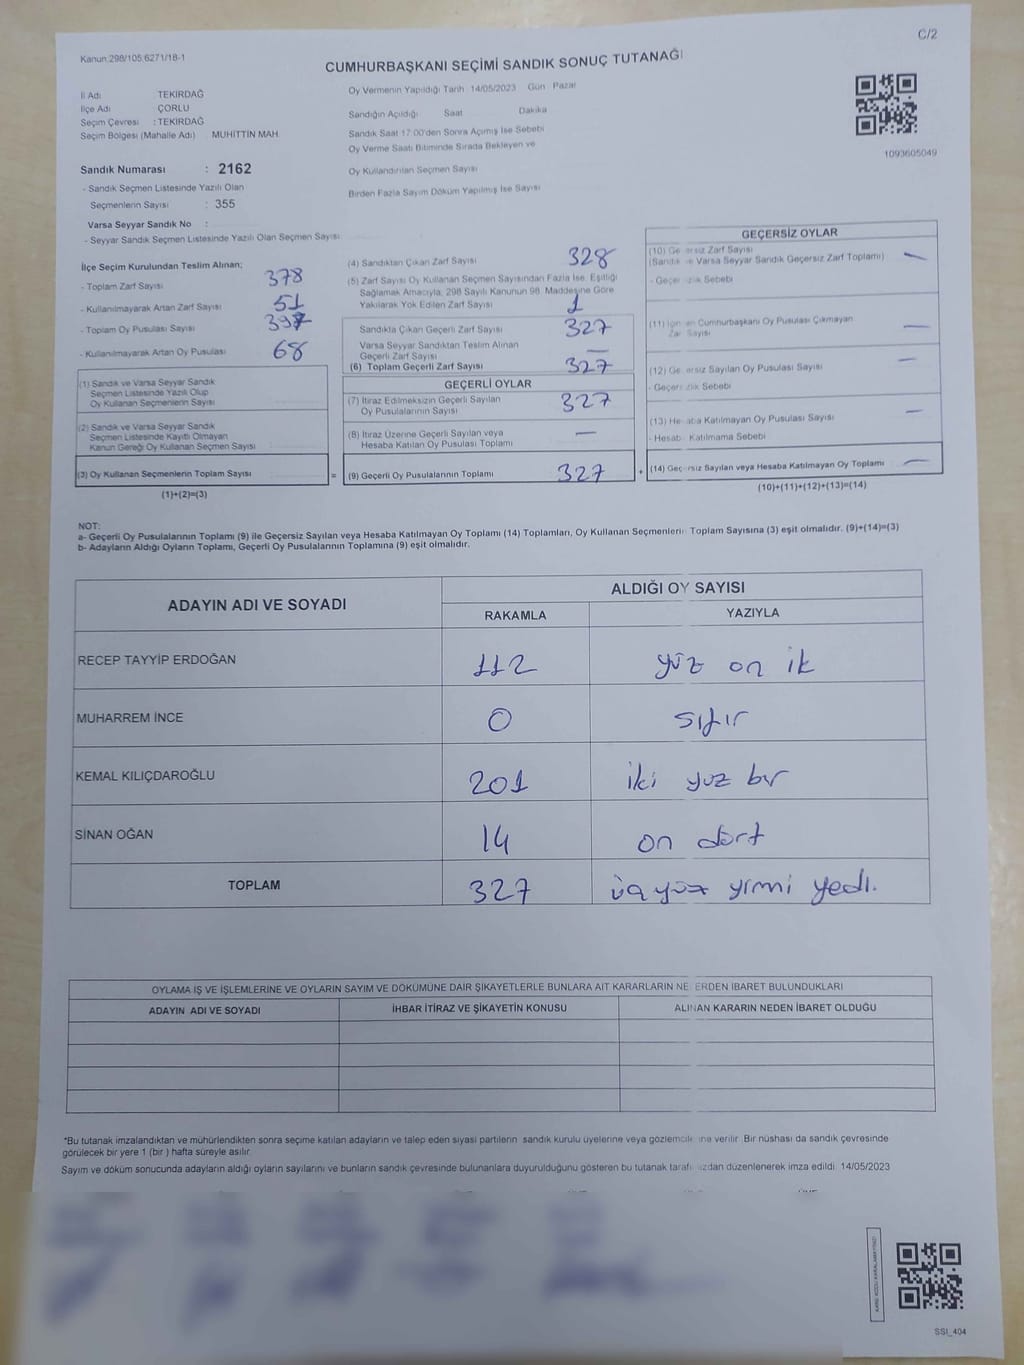 C/2
Kanun:298/105;6271/18-1
CUMHURBAŞKANI SEÇİMİ SANDIK SONUÇ TUTANAĞI
İl Adı TEKİRDAĞ
İlçe Adı ÇORLU
Seçim Çevresi : TEKİRDAĞ
Seçim Bölgesi (Mahalle Adı) MUHİTTİN MAH.
Sandık Numarası : 2162
- Sandık Seçmen Listesinde Yazılı Olan
Seçmenlerin Sayısı : 355
Varsa Seyyar Sandık No :
- Seyyar Sandık Seçmen Listesinde Yazılı Olan Seçmen Sayısı
Oy Vermenin Yapıldığı Tarih 14/05/2023 Gün Pazar
Sandığın Açıldığı Saat Dakika
Sandık Saat 17:00'den Sonra Açımış İse Sebebi
Oy Verme Saati Bitiminde Sırada Bekleyen ve
Oy Kullandırılan Seçmen Sayısı
Birden Fazla Sayım Döküm Yapılmış İse Sayısı
1093605049
İlçe Seçim Kurulundan Teslim Alınan;
- Toplam Zarf Sayısı 378
- Kullanılmayarak Artan Zarf Sayısı 51
- Toplam Oy Pusulası Sayısı
- Kullanılmayarak Artan Oy Pusulası 68
(1) Sandık ve Varsa Seyyar Sandık
Seçmen Listesinde Yazılı Olup
Oy Kullanan Seçmenlerin Sayısı
(2) Sandık ve Varsa Seyyar Sandık
Seçmen Listesinde Kayıtlı Olmayan
Kanun Gereği Oy Kullanan Seçmen Sayısı
(3) Oy Kullanan Seçmenlerin Toplam Sayısı
(1)+(2)=(3)
(4) Sandıktan Çıkan Zarf Sayısı 328
(5) Zarf Sayısı Oy Kullanan Seçmen Sayısından Fazla İse, Eşitliği
Sağlamak Amacıyla, 298 Sayılı Kanunun 98. Maddesine Göre
Yakılarak Yok Edilen Zarf Sayısı 1
Sandıkla Çıkan Geçerli Zarf Sayısı 327
Varsa Seyyar Sandıktan Teslim Alınan
Geçerli Zarf Sayısı —
(6) Toplam Geçerli Zarf Sayısı 327
GEÇERLİ OYLAR
(7) İtiraz Edilmeksizin Geçerli Sayılan
Oy Pusulalarının Sayısı 327
(8) İtiraz Üzerine Geçerli Sayılan veya
Hesaba Katılan Oy Pusulası Toplamı —
= (9) Geçerli Oy Pusulalarının Toplamı 327
GEÇERSİZ OYLAR
(10) Geçersiz Zarf Sayısı
(Sandık ve Varsa Seyyar Sandık Geçersiz Zarf Toplamı) —
- Geçersizlik Sebebi
(11) İçinden Cumhurbaşkanı Oy Pusulası Çıkmayan
Zarf Sayısı —
(12) Geçersiz Sayılan Oy Pusulası Sayısı —
- Geçersizlik Sebebi
(13) Hesaba Katılmayan Oy Pusulası Sayısı —
- Hesaba Katılmama Sebebi
+ (14) Geçersiz Sayılan veya Hesaba Katılmayan Oy Toplamı —
(10)+(11)+(12)+(13)=(14)
NOT:
a- Geçerli Oy Pusulalarının Toplamı (9) ile Geçersiz Sayılan veya Hesaba Katılmayan Oy Toplamı (14) Toplamları, Oy Kullanan Seçmenlerin Toplam Sayısına (3) eşit olmalıdır. (9)+(14)=(3)
b- Adayların Aldığı Oyların Toplamı, Geçerli Oy Pusulalarının Toplamına (9) eşit olmalıdır.
ADAYIN ADI VE SOYADI ALDIĞI OY SAYISI
RAKAMLA YAZIYLA
RECEP TAYYİP ERDOĞAN 112 yüz on ik
MUHARREM İNCE 0 sıfır
KEMAL KILIÇDAROĞLU 201 iki yuz bır
SİNAN OĞAN 14 on dört
TOPLAM 327 üçyüz yirmi yedı.
OYLAMA İŞ VE İŞLEMLERİNE VE OYLARIN SAYIM VE DÖKÜMÜNE DAİR ŞİKAYETLERLE BUNLARA AİT KARARLARIN NELERDEN İBARET BULUNDUKLARI
ADAYIN ADI VE SOYADI İHBAR İTİRAZ VE ŞİKAYETİN KONUSU ALINAN KARARIN NEDEN İBARET OLDUĞU
*Bu tutanak imzalandıktan ve mühürlendikten sonra seçime katılan adayların ve talep eden siyasi partilerin sandık kurulu üyelerine veya gözlemcilerine verilir. Bir nüshası da sandık çevresinde
görülecek bir yere 1 (bir ) hafta süreyle asılır.
Sayım ve döküm sonucunda adayların aldığı oyların sayılarını ve bunların sandık çevresinde bulunanlara duyurulduğunu gösteren bu tutanak tarafımızdan düzenlenerek imza edildi. 14/05/2023
SSI_404